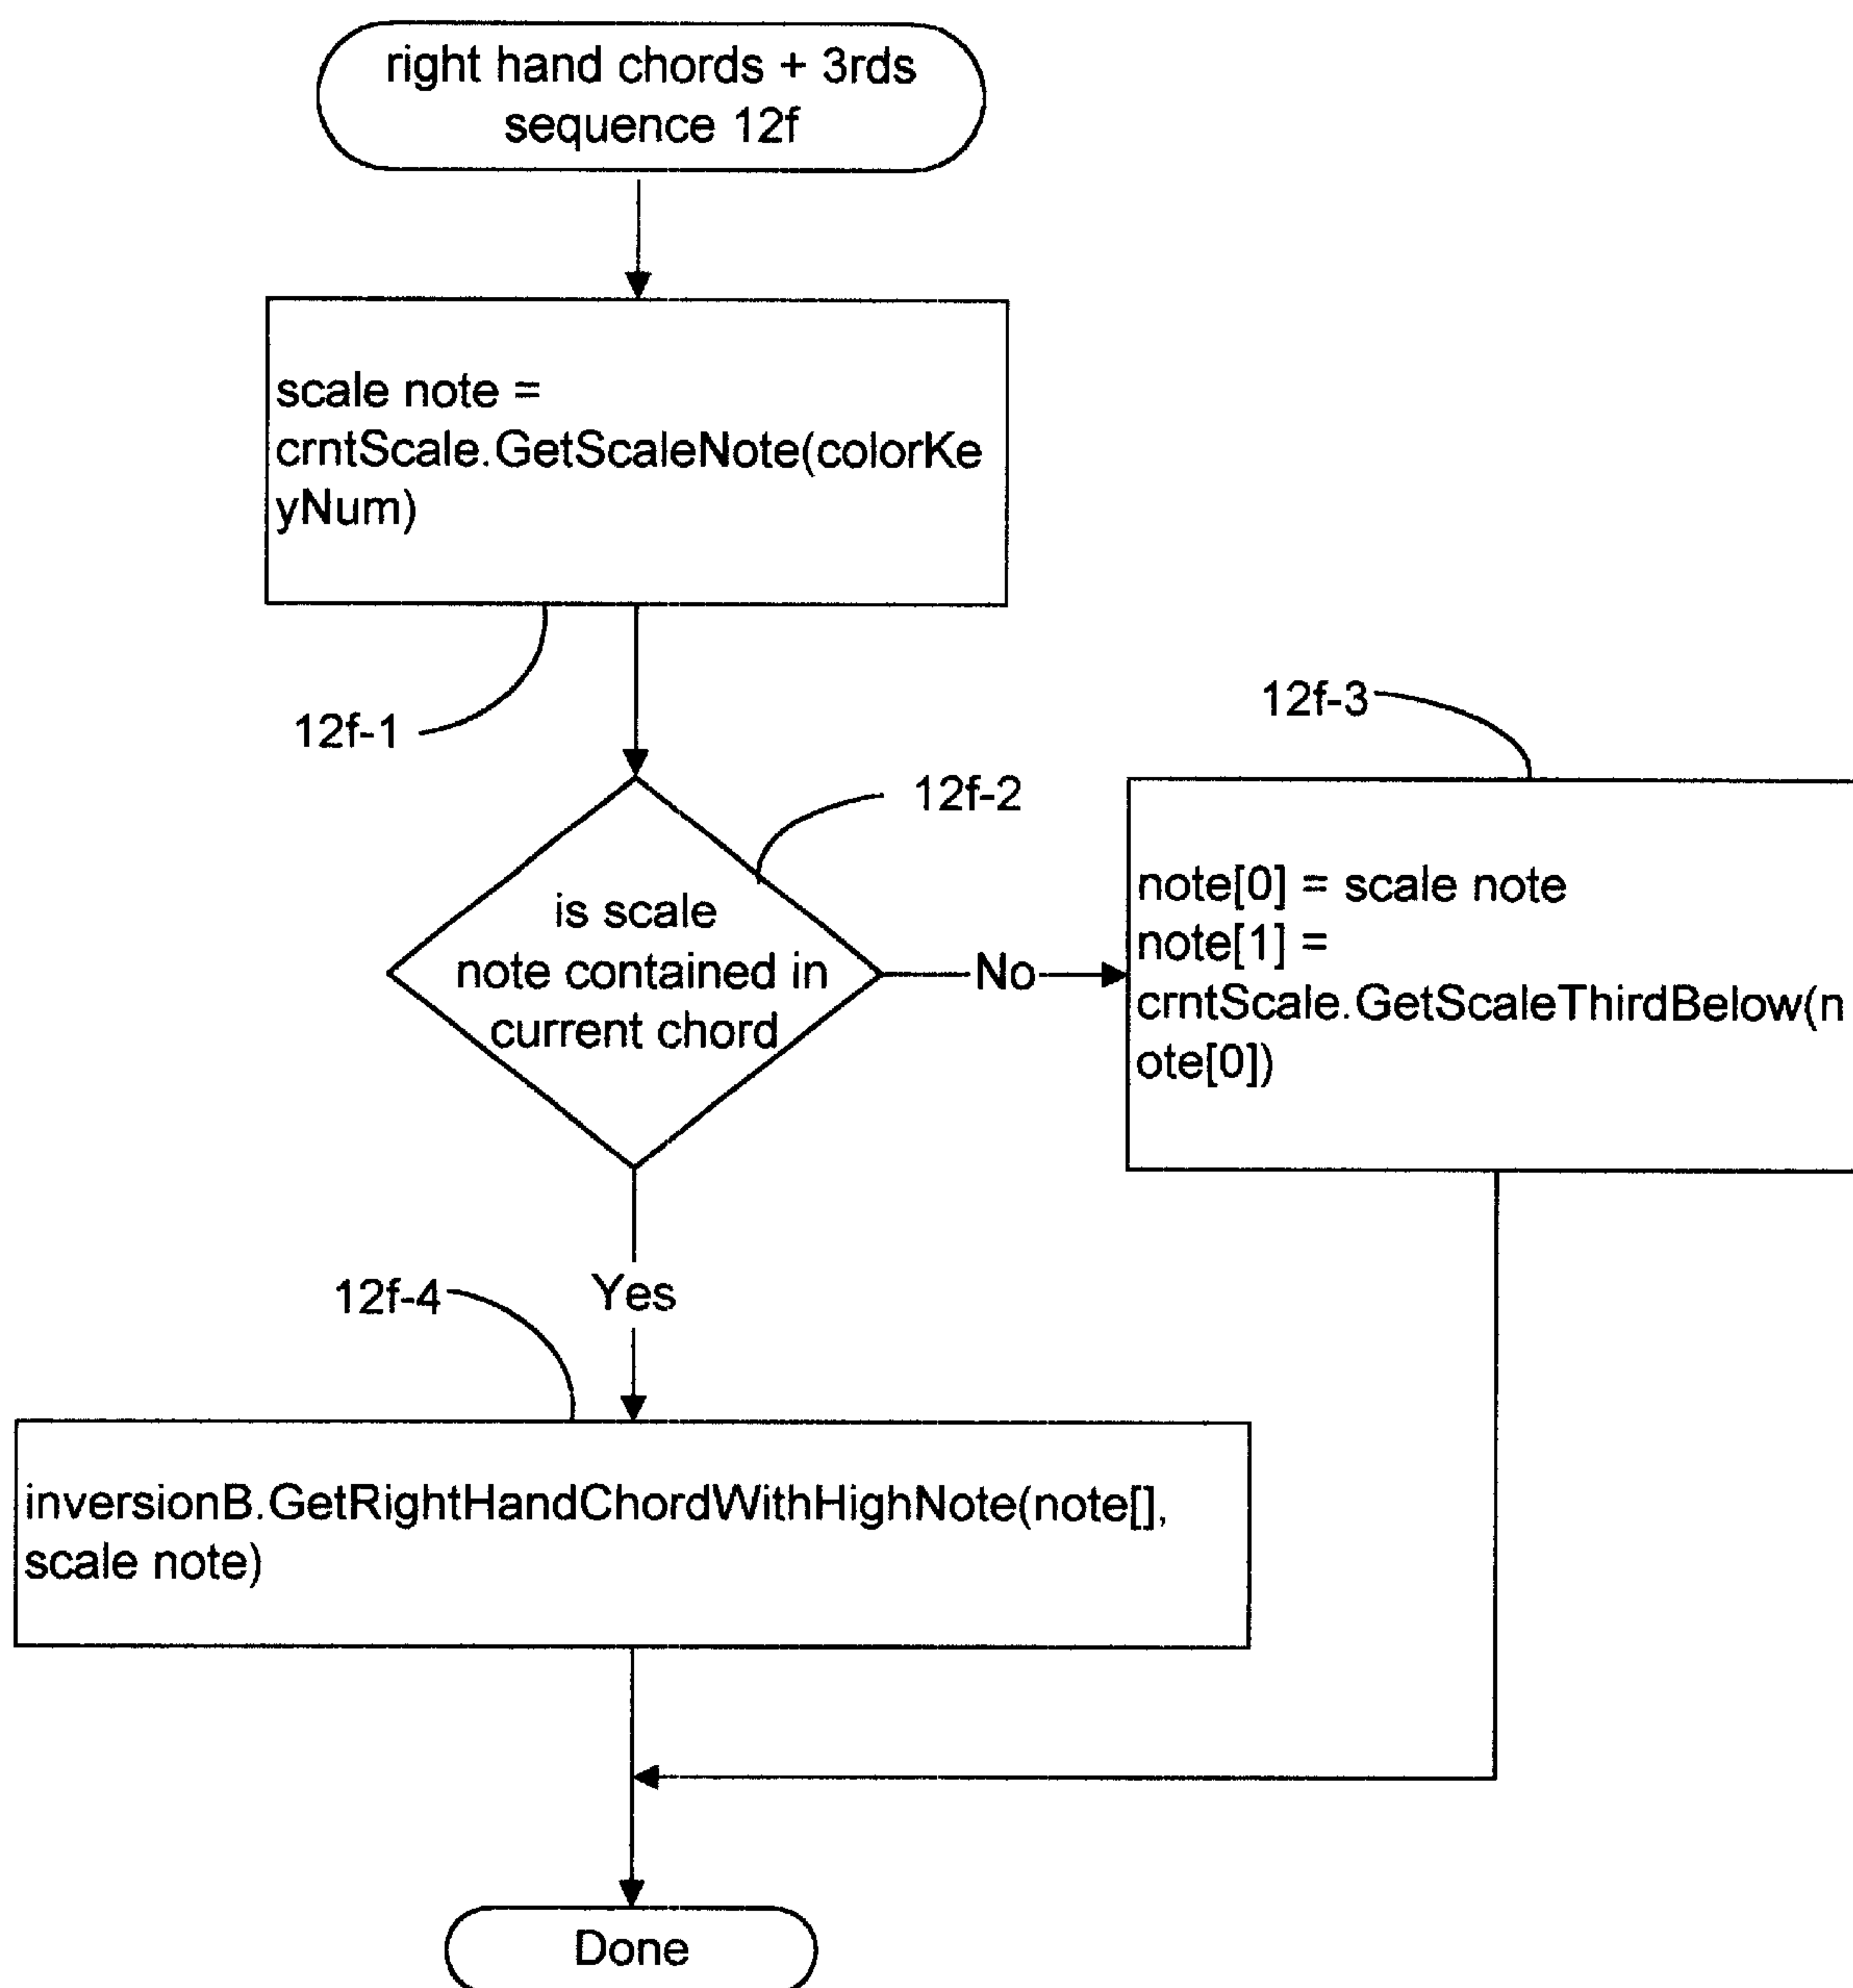 right hand chords + 3rds
sequence 12f
scale note =
crntScale.GetScaleNote(colorKe
yNum)
12f-1
12f-2
12f-3
is scale
note contained in
current chord
No
note[0] = scale note
note[1] =
crntScale.GetScaleThirdBelow(n
ote[0])
Yes
12f-4
inversionB.GetRightHandChordWithHighNote(note[],
scale note)
Done